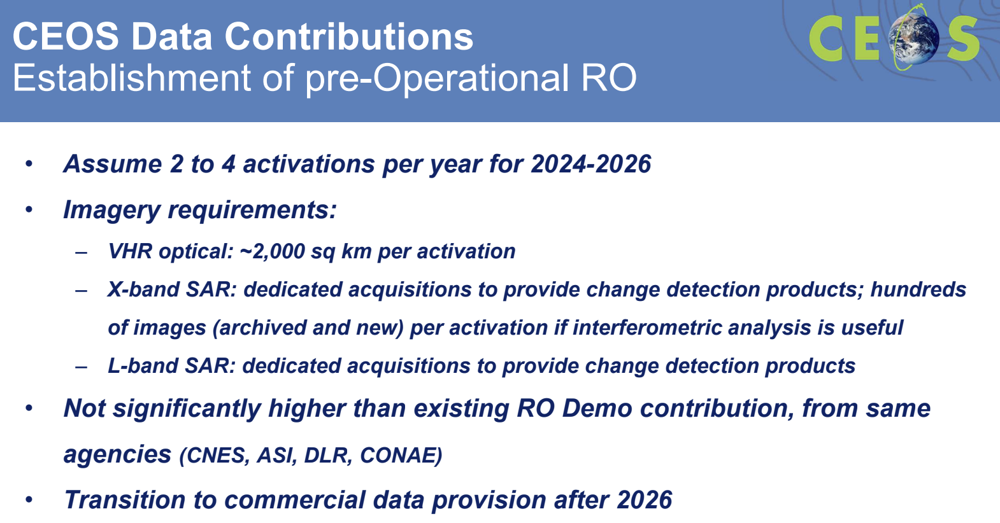 CEOS Data Contributions
Establishment of pre-Operational RO
CEOS
• Assume 2 to 4 activations per year for 2024-2026
• Imagery requirements:
– VHR optical: ~2,000 sq km per activation
– X-band SAR: dedicated acquisitions to provide change detection products; hundreds
of images (archived and new) per activation if interferometric analysis is useful
– L-band SAR: dedicated acquisitions to provide change detection products
• Not significantly higher than existing RO Demo contribution, from same
agencies (CNES, ASI, DLR, CONAE)
• Transition to commercial data provision after 2026